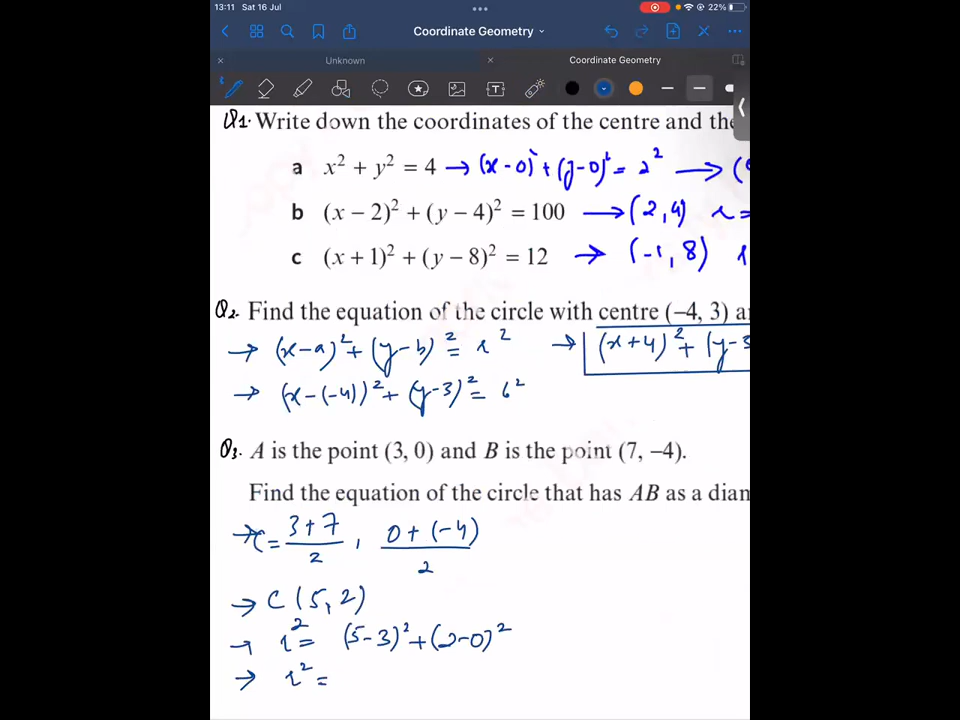 13:11 Sat 16 Jul 22%
Coordinate Geometry
Unknown Coordinate Geometry
Q1. Write down the coordinates of the centre and the
a x² + y² = 4 → (x-0)² + (y-0)² = 2² → (
b (x − 2)² + (y − 4)² = 100 → (2,4) r=
c (x + 1)² + (y − 8)² = 12 → (-1,8) r
Q2. Find the equation of the circle with centre (−4, 3) a
→ (x-a)² + (y-b)² = r² → (x+4)² + (y-3
→ (x-(-4))² + (y-3)² = 6²
Q3. A is the point (3, 0) and B is the point (7, −4).
Find the equation of the circle that has AB as a dia
→ C = 3+7/2 , 0+(-4)/2
→ C (5,2)
→ r² = (5-3)² + (2-0)²
→ r² =